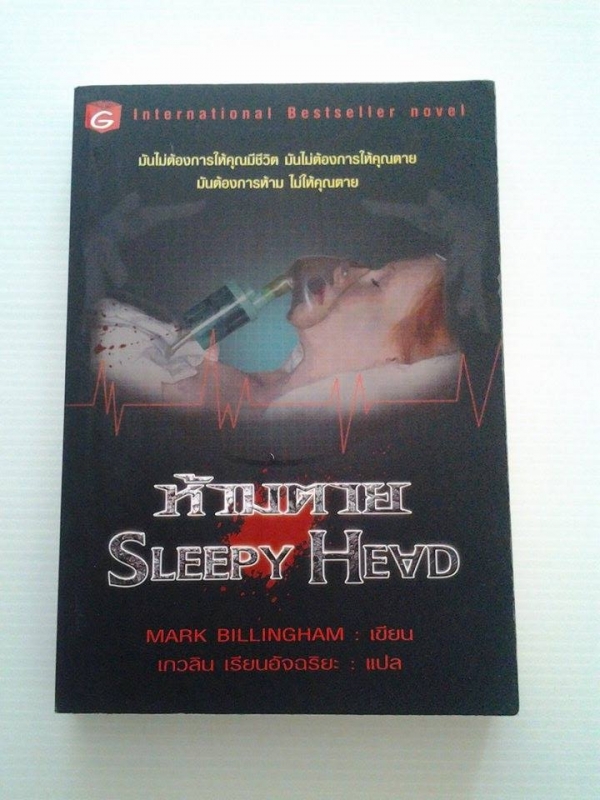 G
International Bestseller novel
มันไม่ต้องการให้คุณมีชีวิต มันไม่ต้องการให้คุณตาย
มันต้องการห้าม ไม่ให้คุณตาย
ห้ามตาย
SLEEPY HEAD
MARK BILLINGHAM : เขียน
เกวลิน เรียนอัจฉริยะ : แปล